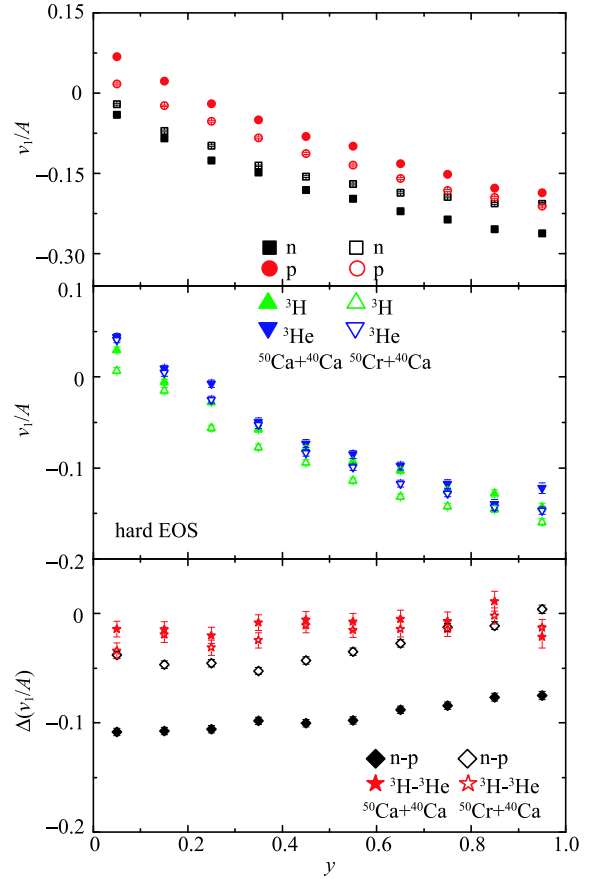 0.15
0
−0.15
−0.30
v₁/A
n n
p p
0.1
0
−0.1
−0.2
v₁/A
³H ³H
³He ³He
⁵⁰Ca+⁴⁰Ca ⁵⁰Cr+⁴⁰Ca
hard EOS
0
−0.1
−0.2
Δ(v₁/A)
n-p n-p
³H-³He ³H-³He
⁵⁰Ca+⁴⁰Ca ⁵⁰Cr+⁴⁰Ca
0 0.2 0.4 0.6 0.8 1.0
y